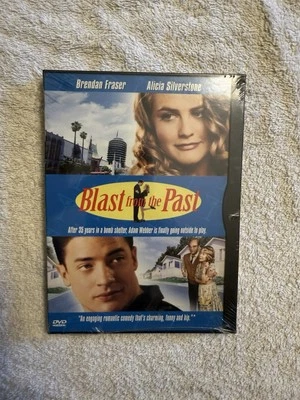 Brendan Fraser Alicia Silverstone
Blast from the Past
After 35 years in a bomb shelter, Adam Webber is finally going outside to play.
DVD
"An engaging romantic comedy that's charming, funny and hip."